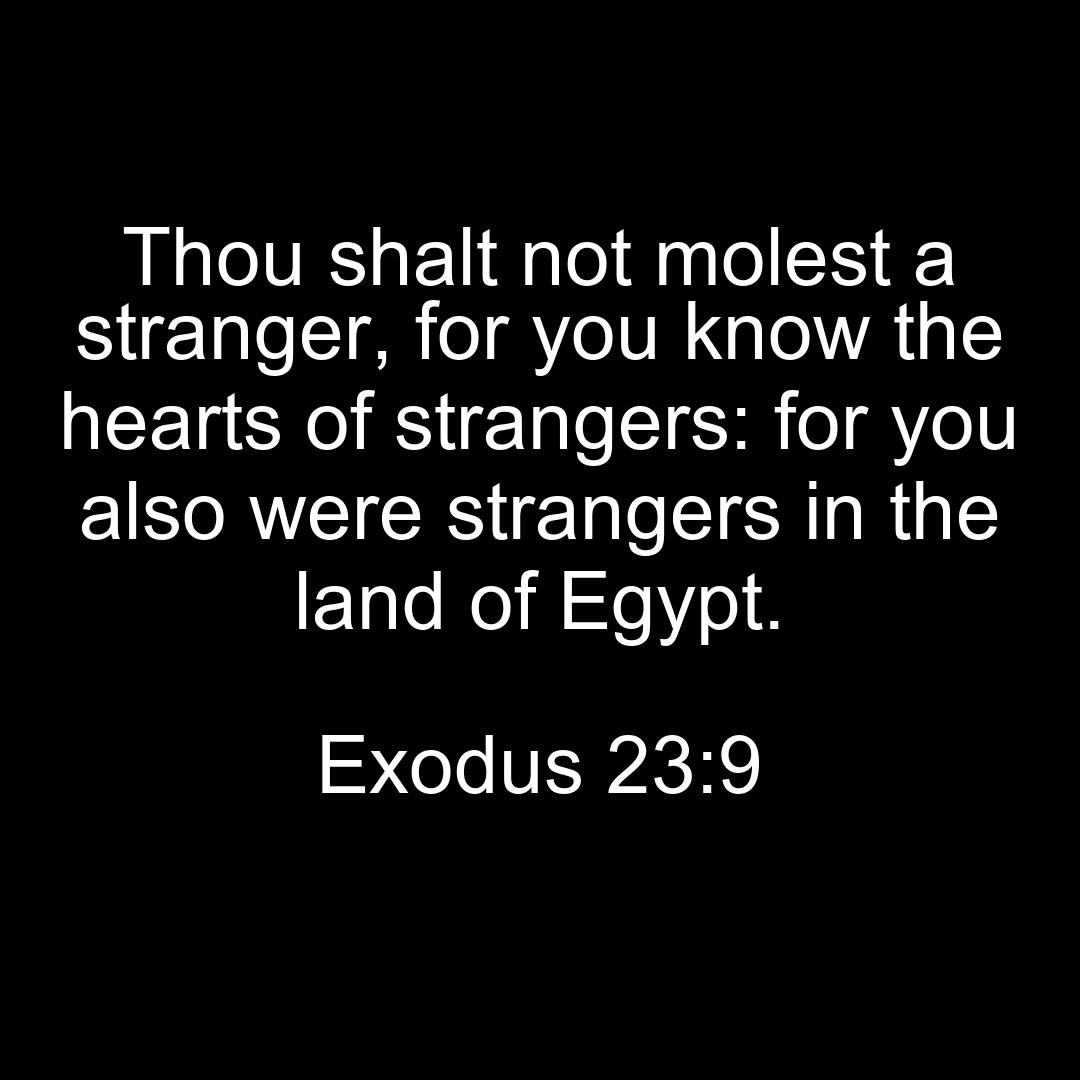 Thou shalt not molest a
stranger, for you know the
hearts of strangers: for you
also were strangers in the
land of Egypt.
Exodus 23:9